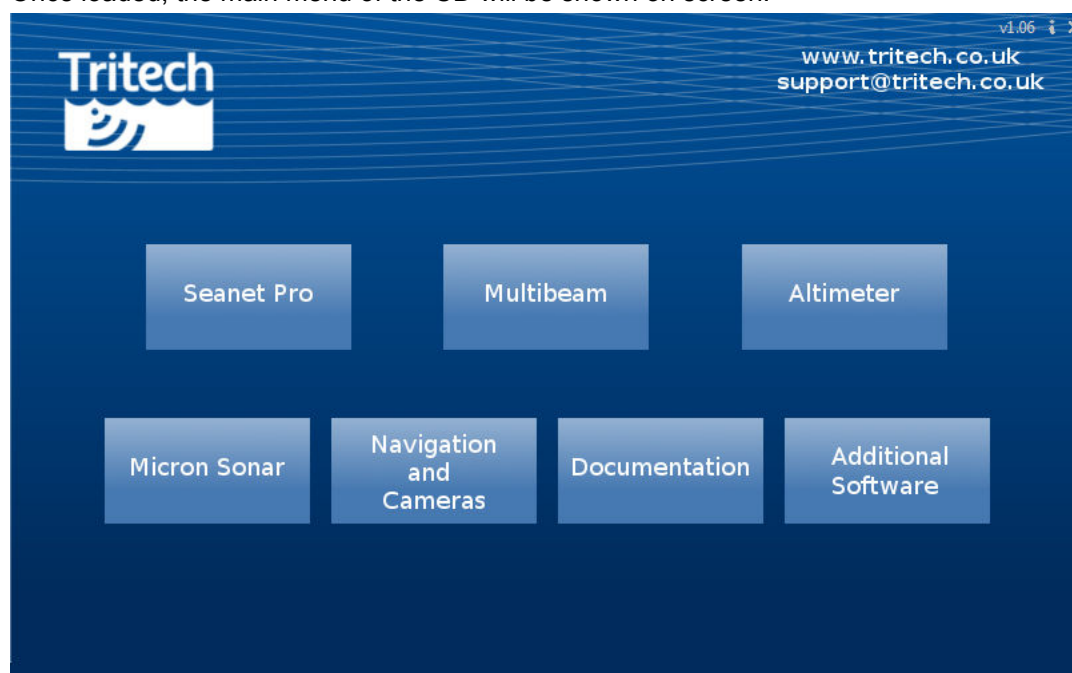 Once loaded, the main menu of the CD will be shown on screen.
v1.06 i
www.tritech.co.uk
support@tritech.co.uk
Tritech
Seanet Pro
Multibeam
Altimeter
Micron Sonar
Navigation
and
Cameras
Documentation
Additional
Software